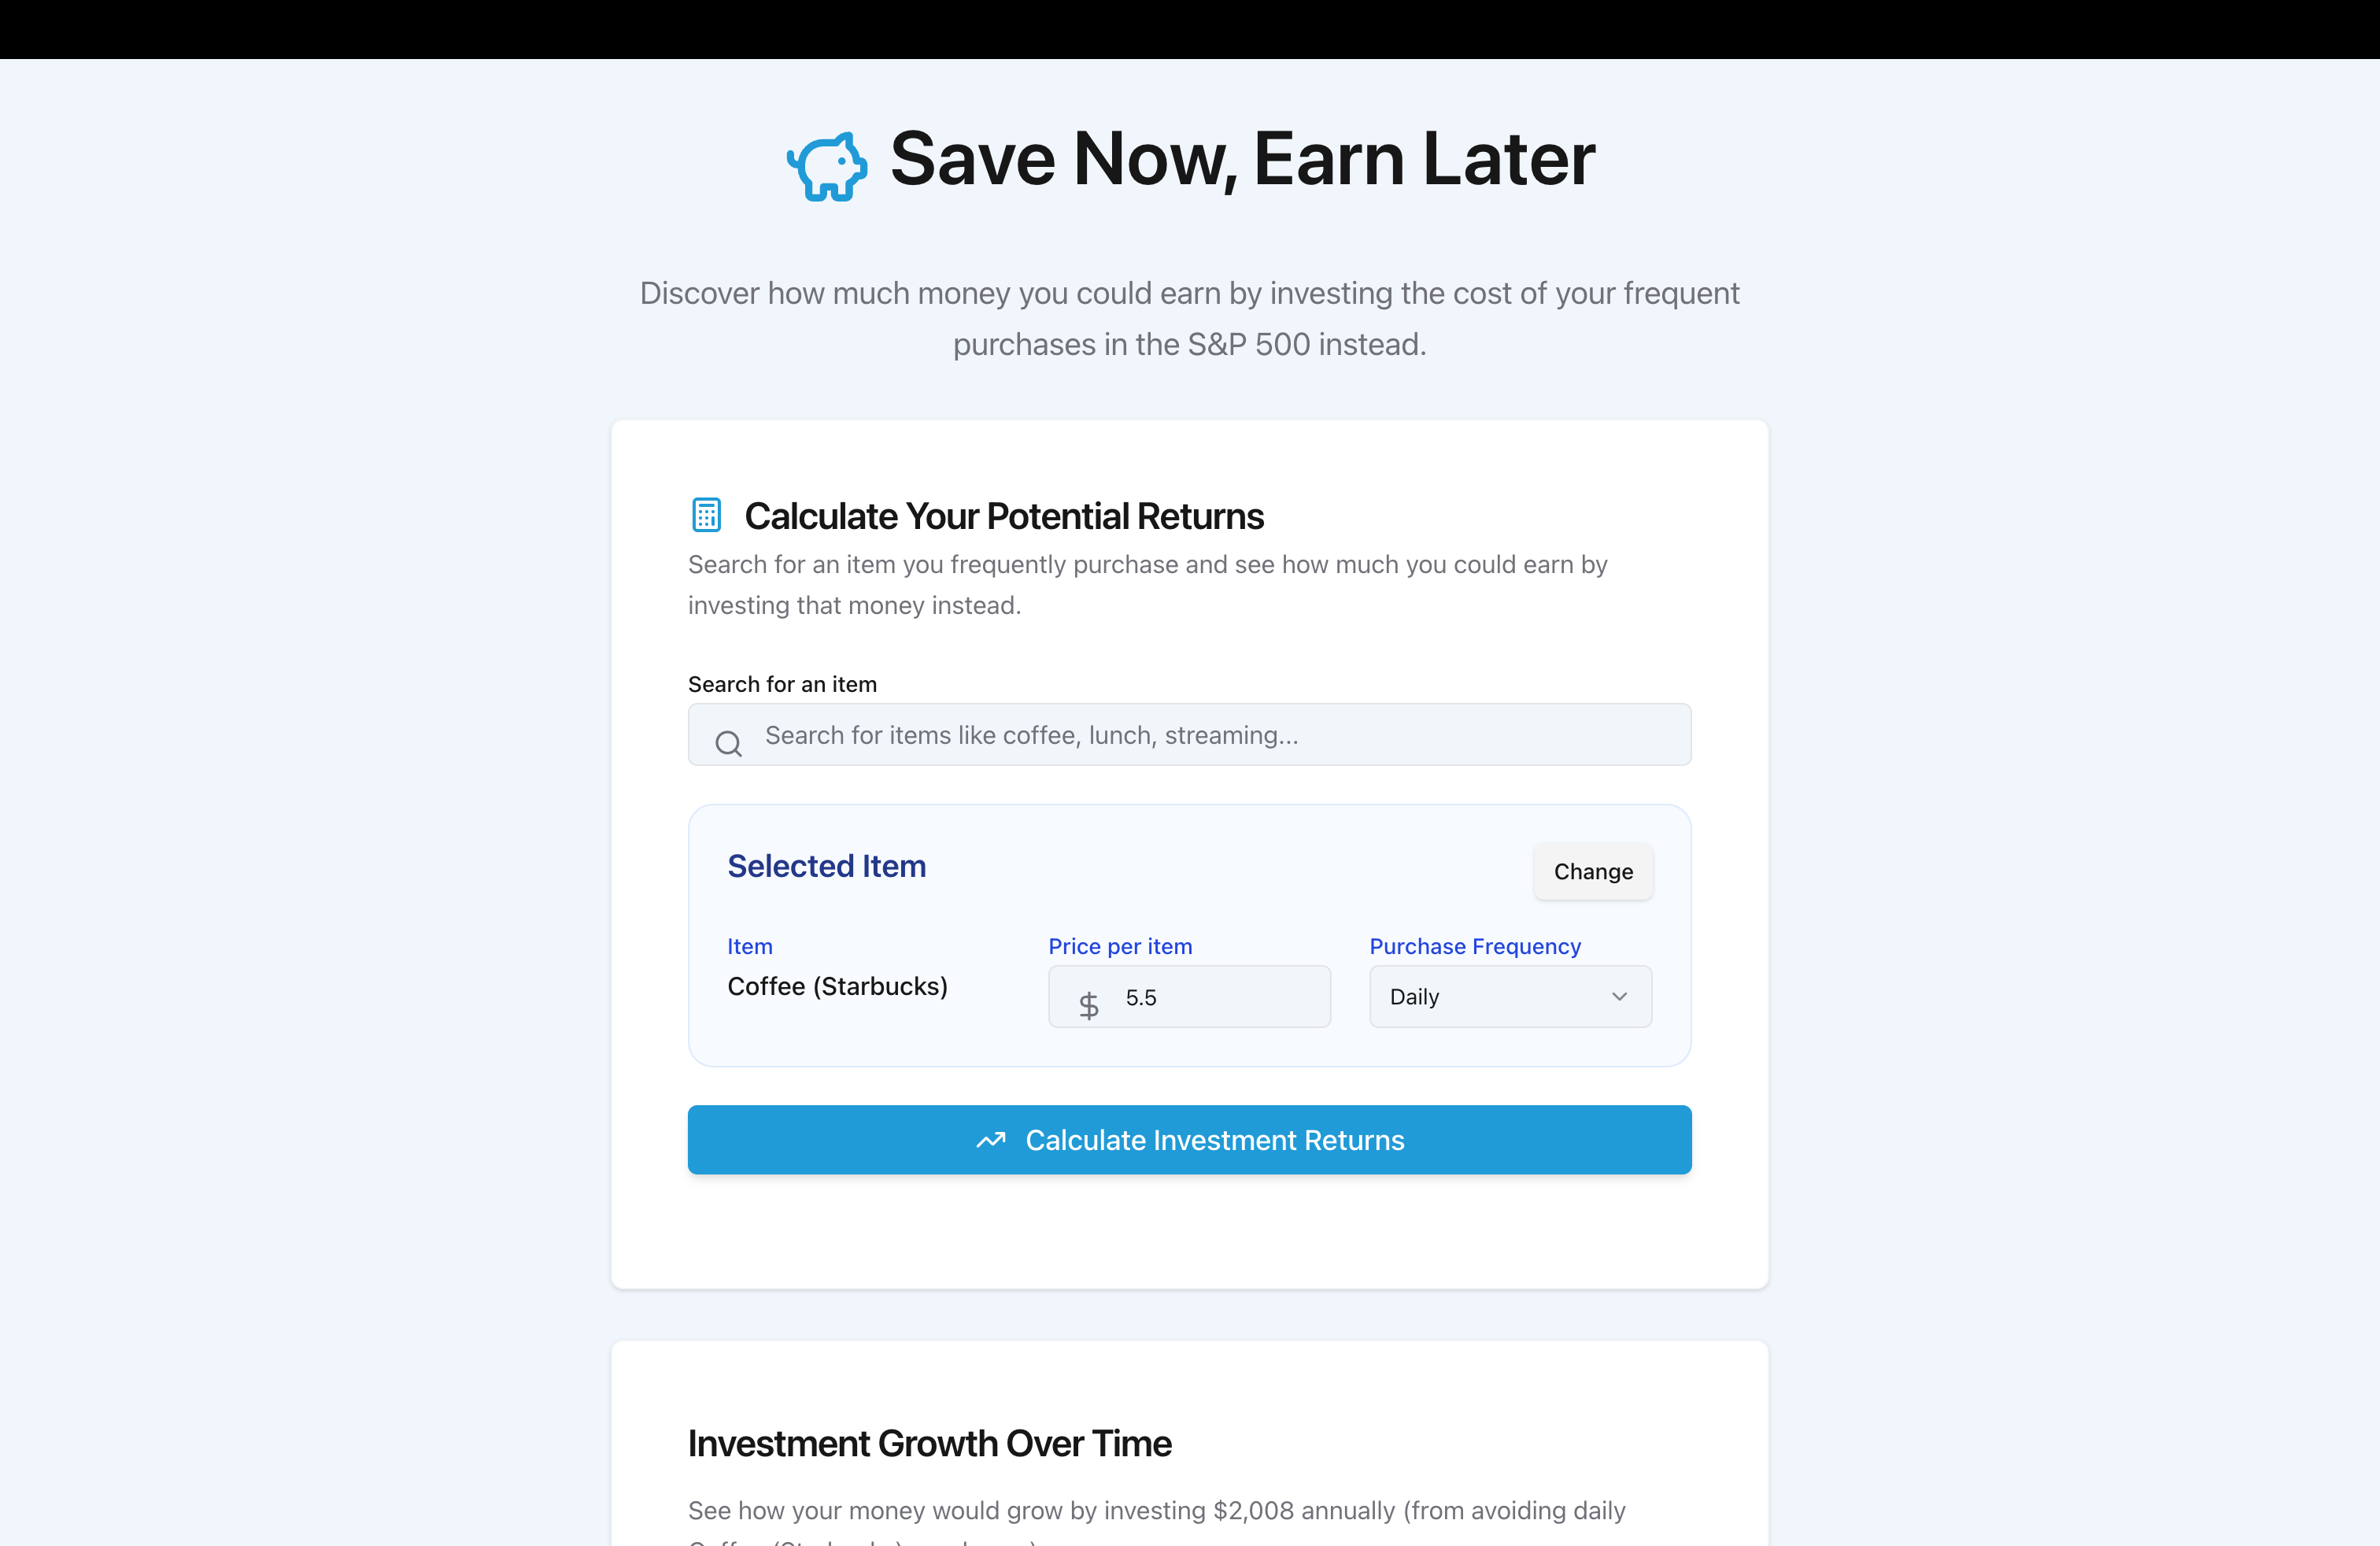 Save Now, Earn Later
Discover how much money you could earn by investing the cost of your frequent
purchases in the S&P 500 instead.
Calculate Your Potential Returns
Search for an item you frequently purchase and see how much you could earn by
investing that money instead.
Search for an item
Search for items like coffee, lunch, streaming...
Selected Item
Change
Item
Price per item
Purchase Frequency
Coffee (Starbucks)
$ 5.5
Daily
Calculate Investment Returns
Investment Growth Over Time
See how your money would grow by investing $2,008 annually (from avoiding daily